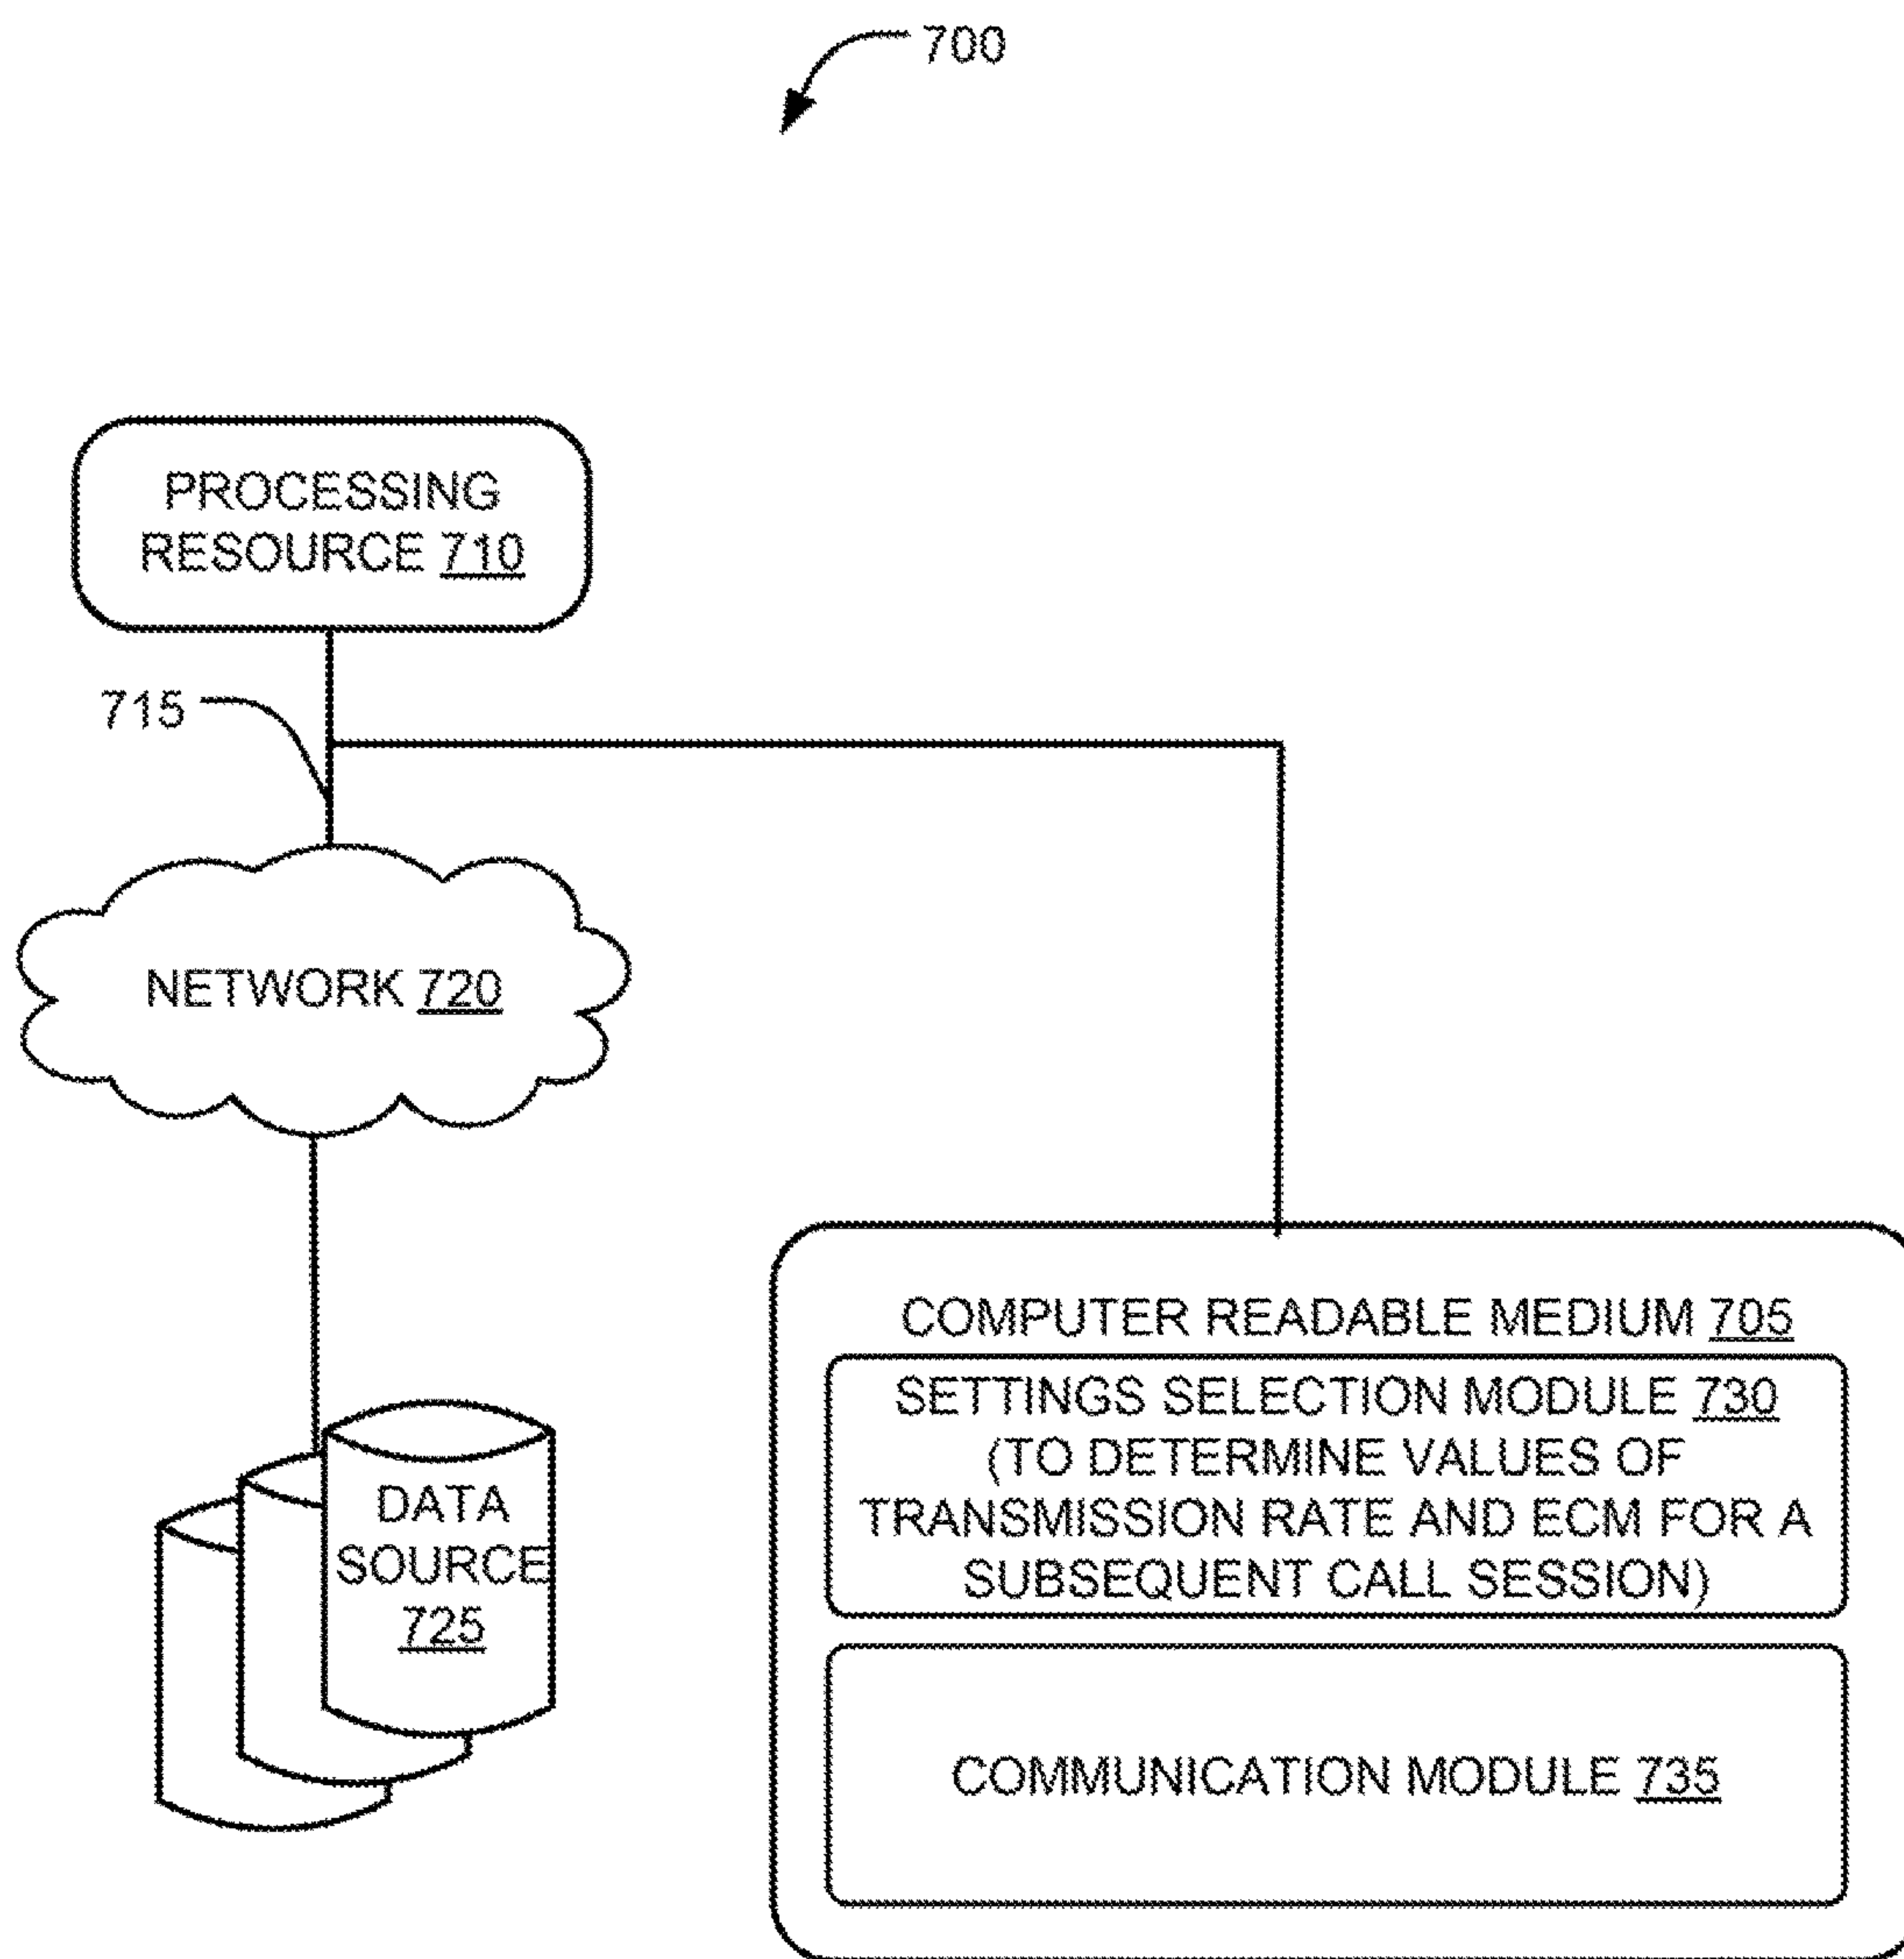 700
PROCESSING
RESOURCE 710
715
NETWORK 720
DATA
SOURCE
725
COMPUTER READABLE MEDIUM 705
SETTINGS SELECTION MODULE 730
(TO DETERMINE VALUES OF
TRANSMISSION RATE AND ECM FOR A
SUBSEQUENT CALL SESSION)
COMMUNICATION MODULE 735